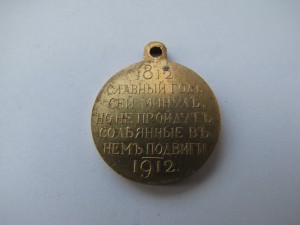 1812
СЛАВНЫЙ ГОДЪ
СЕЙ МИНУЛЪ,
НО НЕ ПРОЙДУТЪ
СОДѢЯННЫЕ ВЪ
НЕМЪ ПОДВИГИ
1912.